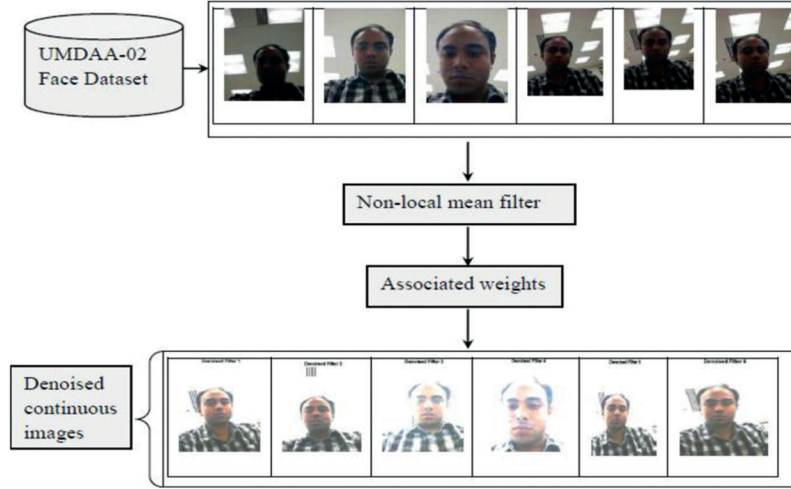 UMDAA-02
Face Dataset
Non-local mean filter
Associated weights
Denoised Filter 1
Denoised Filter 2
Denoised Filter 3
Denoised Filter 4
Denoised Filter 5
Denoised Filter 6
Denoised
continuous
images